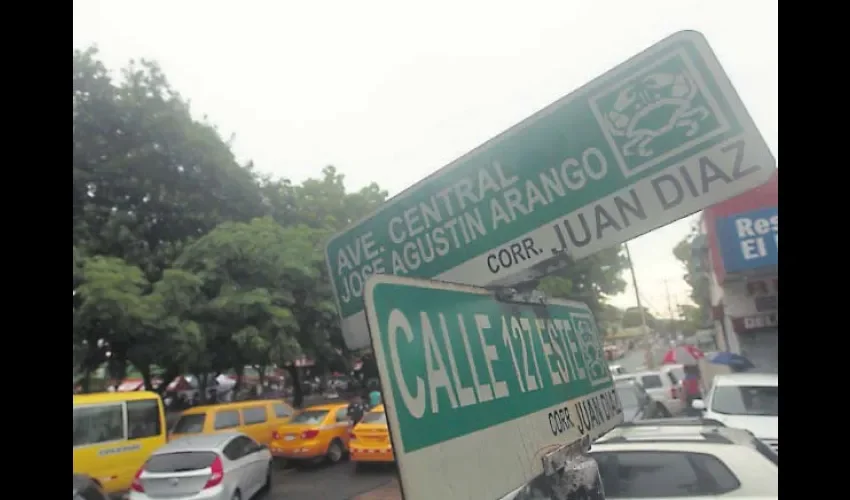 AVE. CENTRAL
JOSE AGUSTIN ARANGO
CORR. JUAN DIAZ
CALLE 127 ESTE
CORR. JUAN DIAZ
Res
El